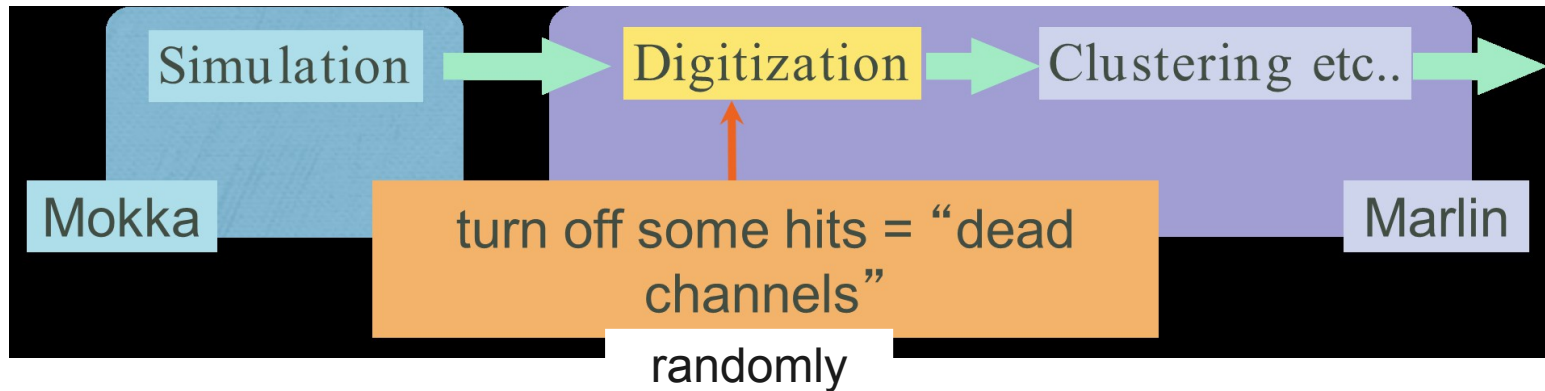 Simulation
Digitization
Clustering etc..
Mokka
turn off some hits = “dead
channels”
Marlin
randomly